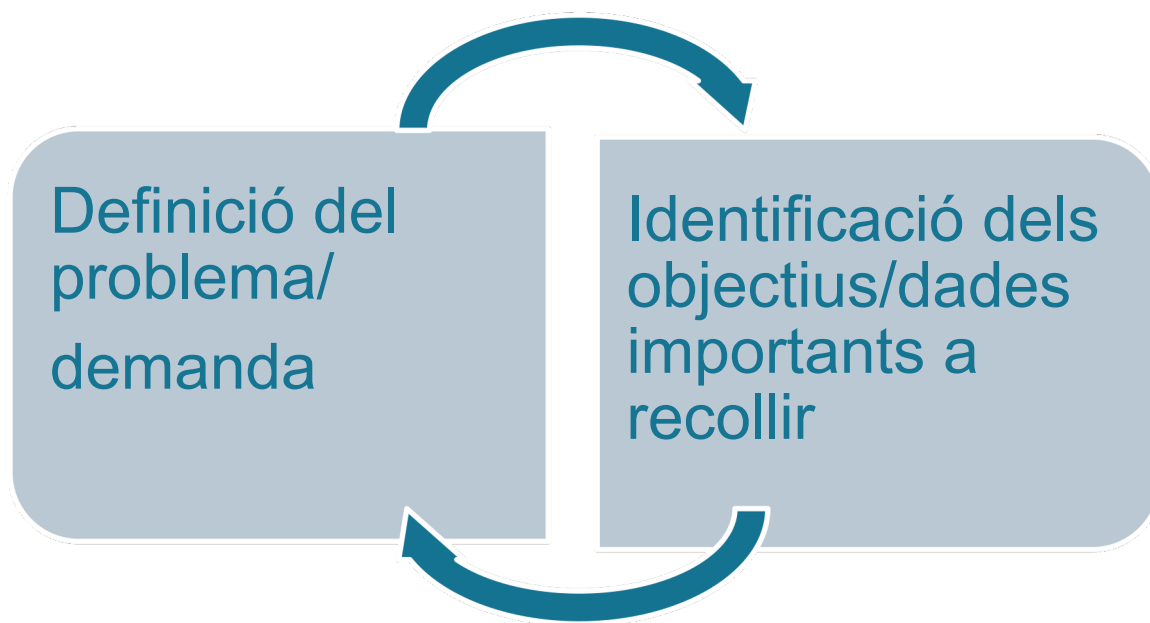 Definició del
problema/
demanda
Identificació dels
objectius/dades
importants a
recollir